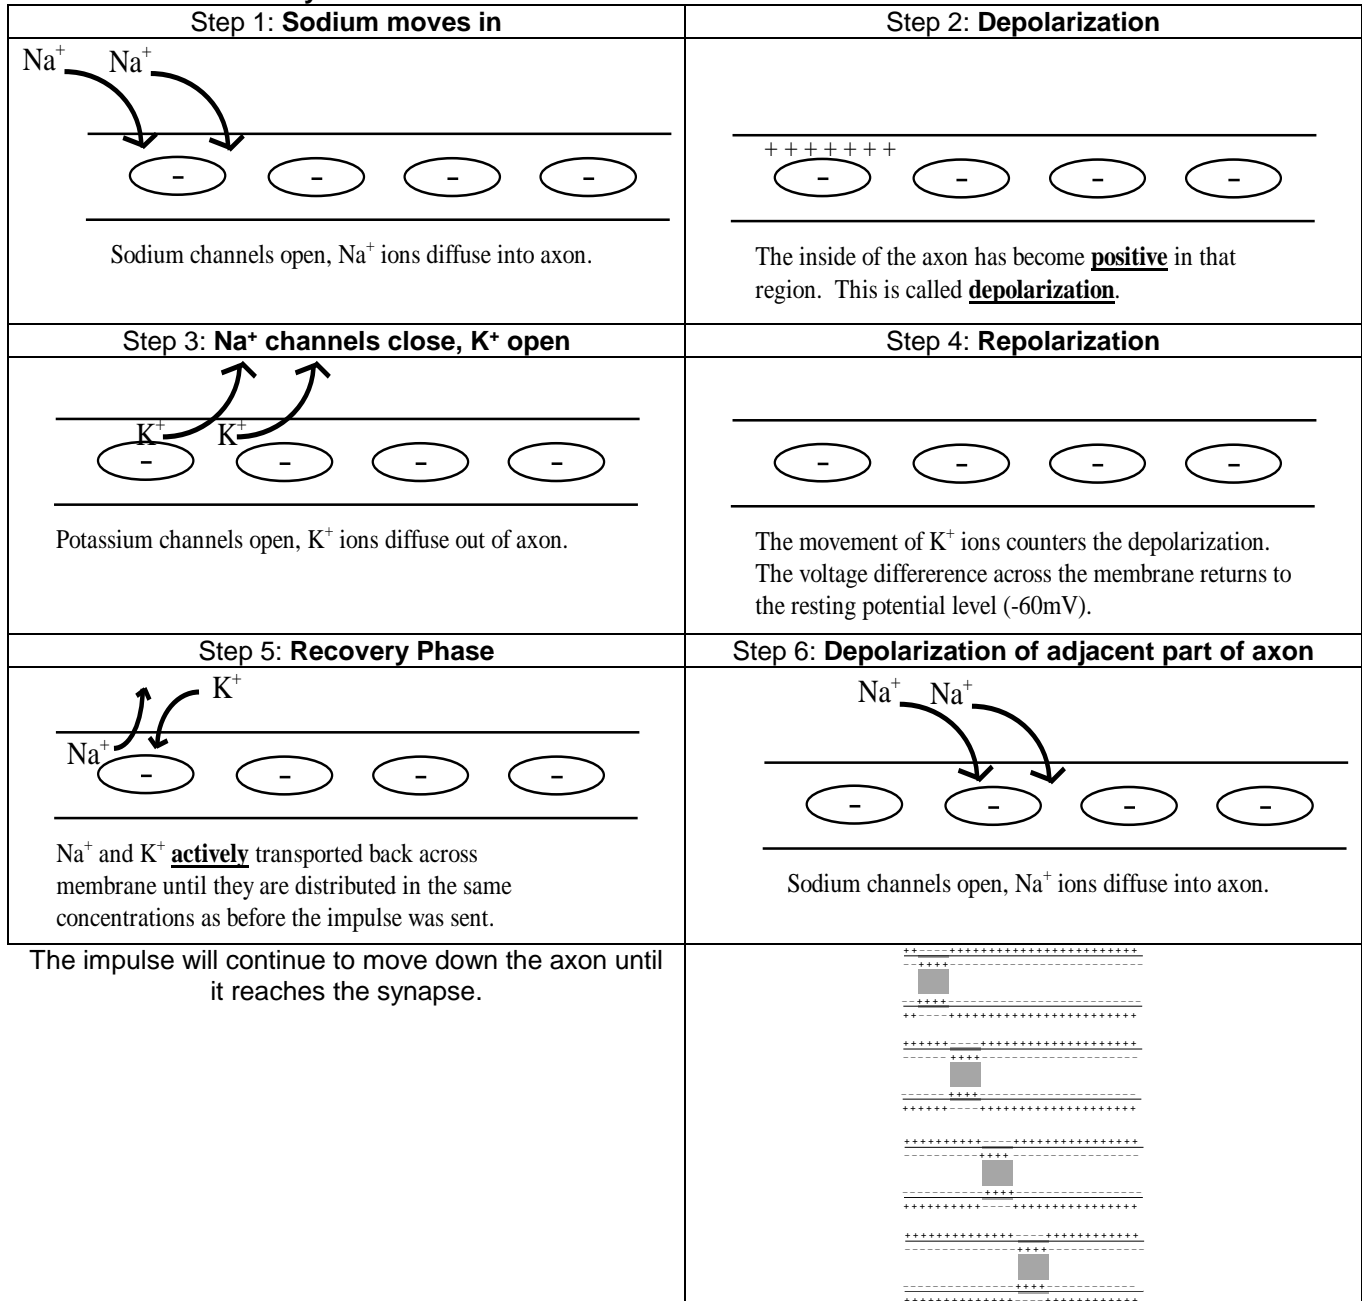 Step 1: Sodium moves in
Step 2: Depolarization
Na⁺ Na⁺
- - - -
Sodium channels open, Na⁺ ions diffuse into axon.
+ + + + + + +
- - - -
The inside of the axon has become positive in that
region. This is called depolarization.
Step 3: Na⁺ channels close, K⁺ open
Step 4: Repolarization
K⁺ K⁺
- - - -
Potassium channels open, K⁺ ions diffuse out of axon.
- - - -
The movement of K⁺ ions counters the depolarization.
The voltage differerence across the membrane returns to
the resting potential level (-60mV).
Step 5: Recovery Phase
Step 6: Depolarization of adjacent part of axon
K⁺
Na⁺
- - - -
Na⁺ and K⁺ actively transported back across
membrane until they are distributed in the same
concentrations as before the impulse was sent.
Na⁺ Na⁺
- - - -
Sodium channels open, Na⁺ ions diffuse into axon.
The impulse will continue to move down the axon until
it reaches the synapse.